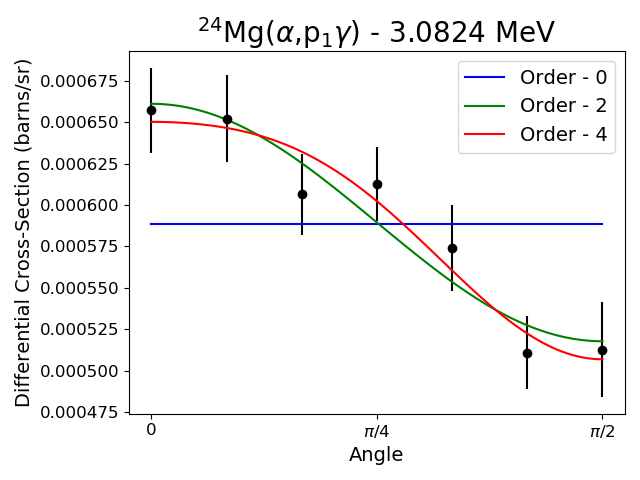 ²⁴Mg(α,p₁γ) - 3.0824 MeV
Order - 0
Order - 2
Order - 4
Differential Cross-Section (barns/sr)
0.000675
0.000650
0.000625
0.000600
0.000575
0.000550
0.000525
0.000500
0.000475
0
π/4
π/2
Angle